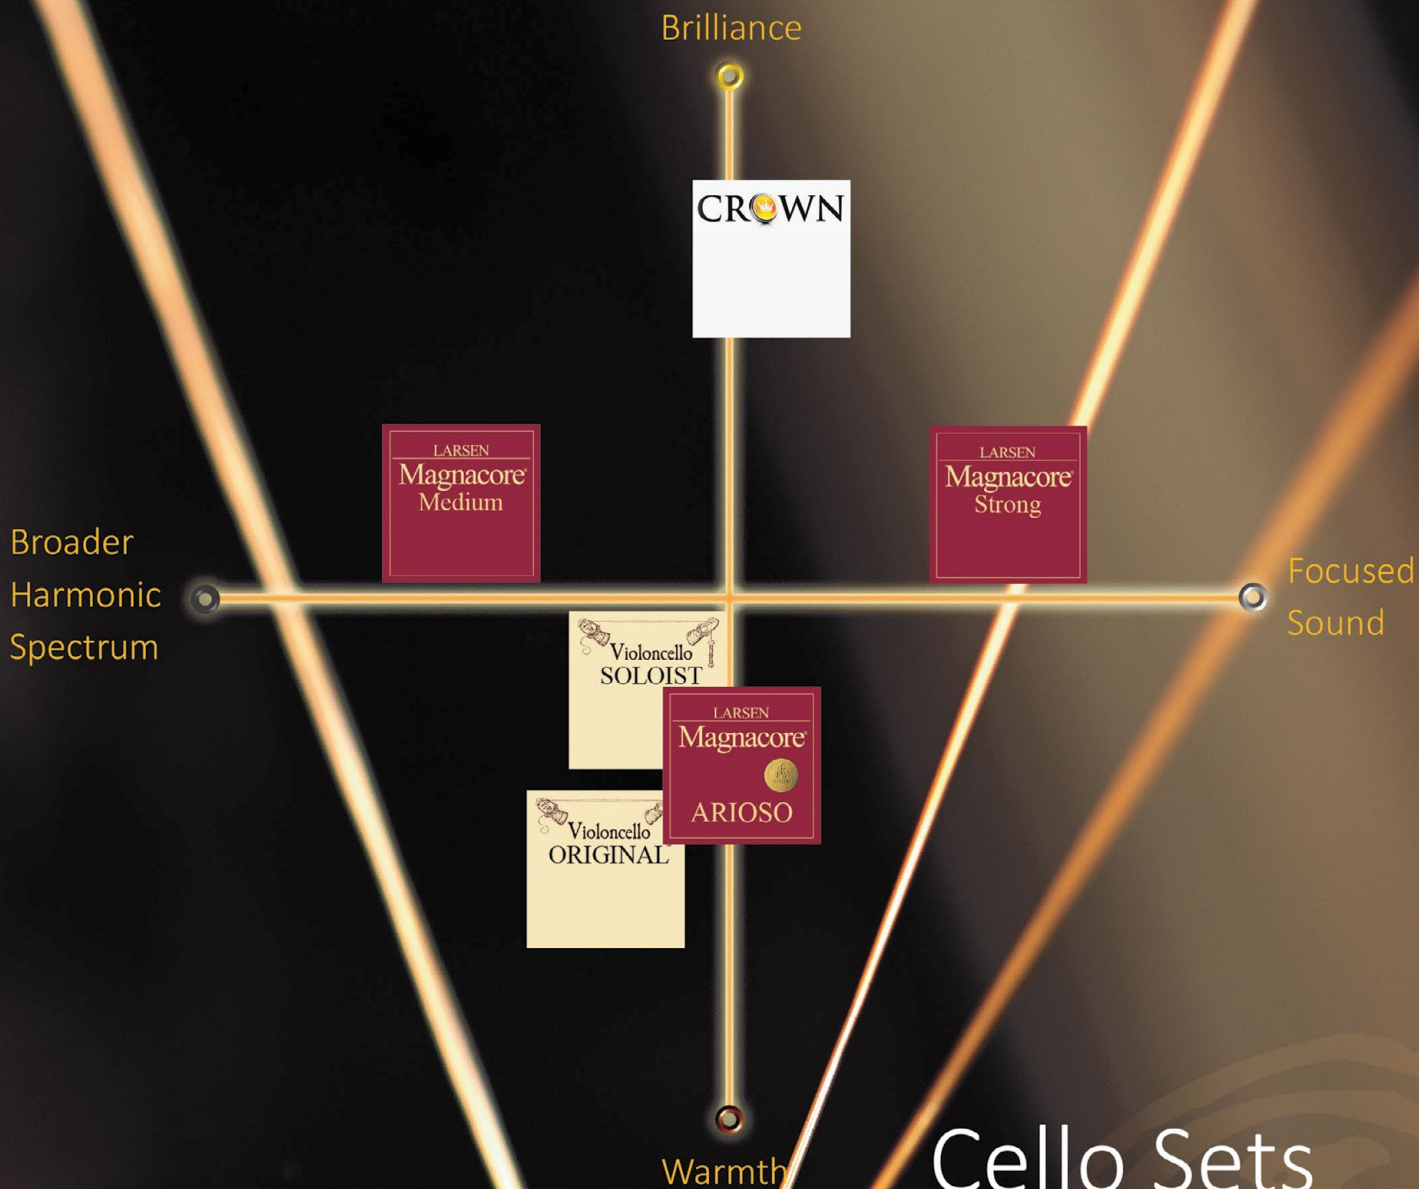 Brilliance
CROWN
LARSEN
Magnacore®
Medium
LARSEN
Magnacore®
Strong
Broader
Harmonic
Spectrum
Focused
Sound
Violoncello
SOLOIST
LARSEN
Magnacore®
ARIOSO
Violoncello
ORIGINAL
Warmth
Cello Sets